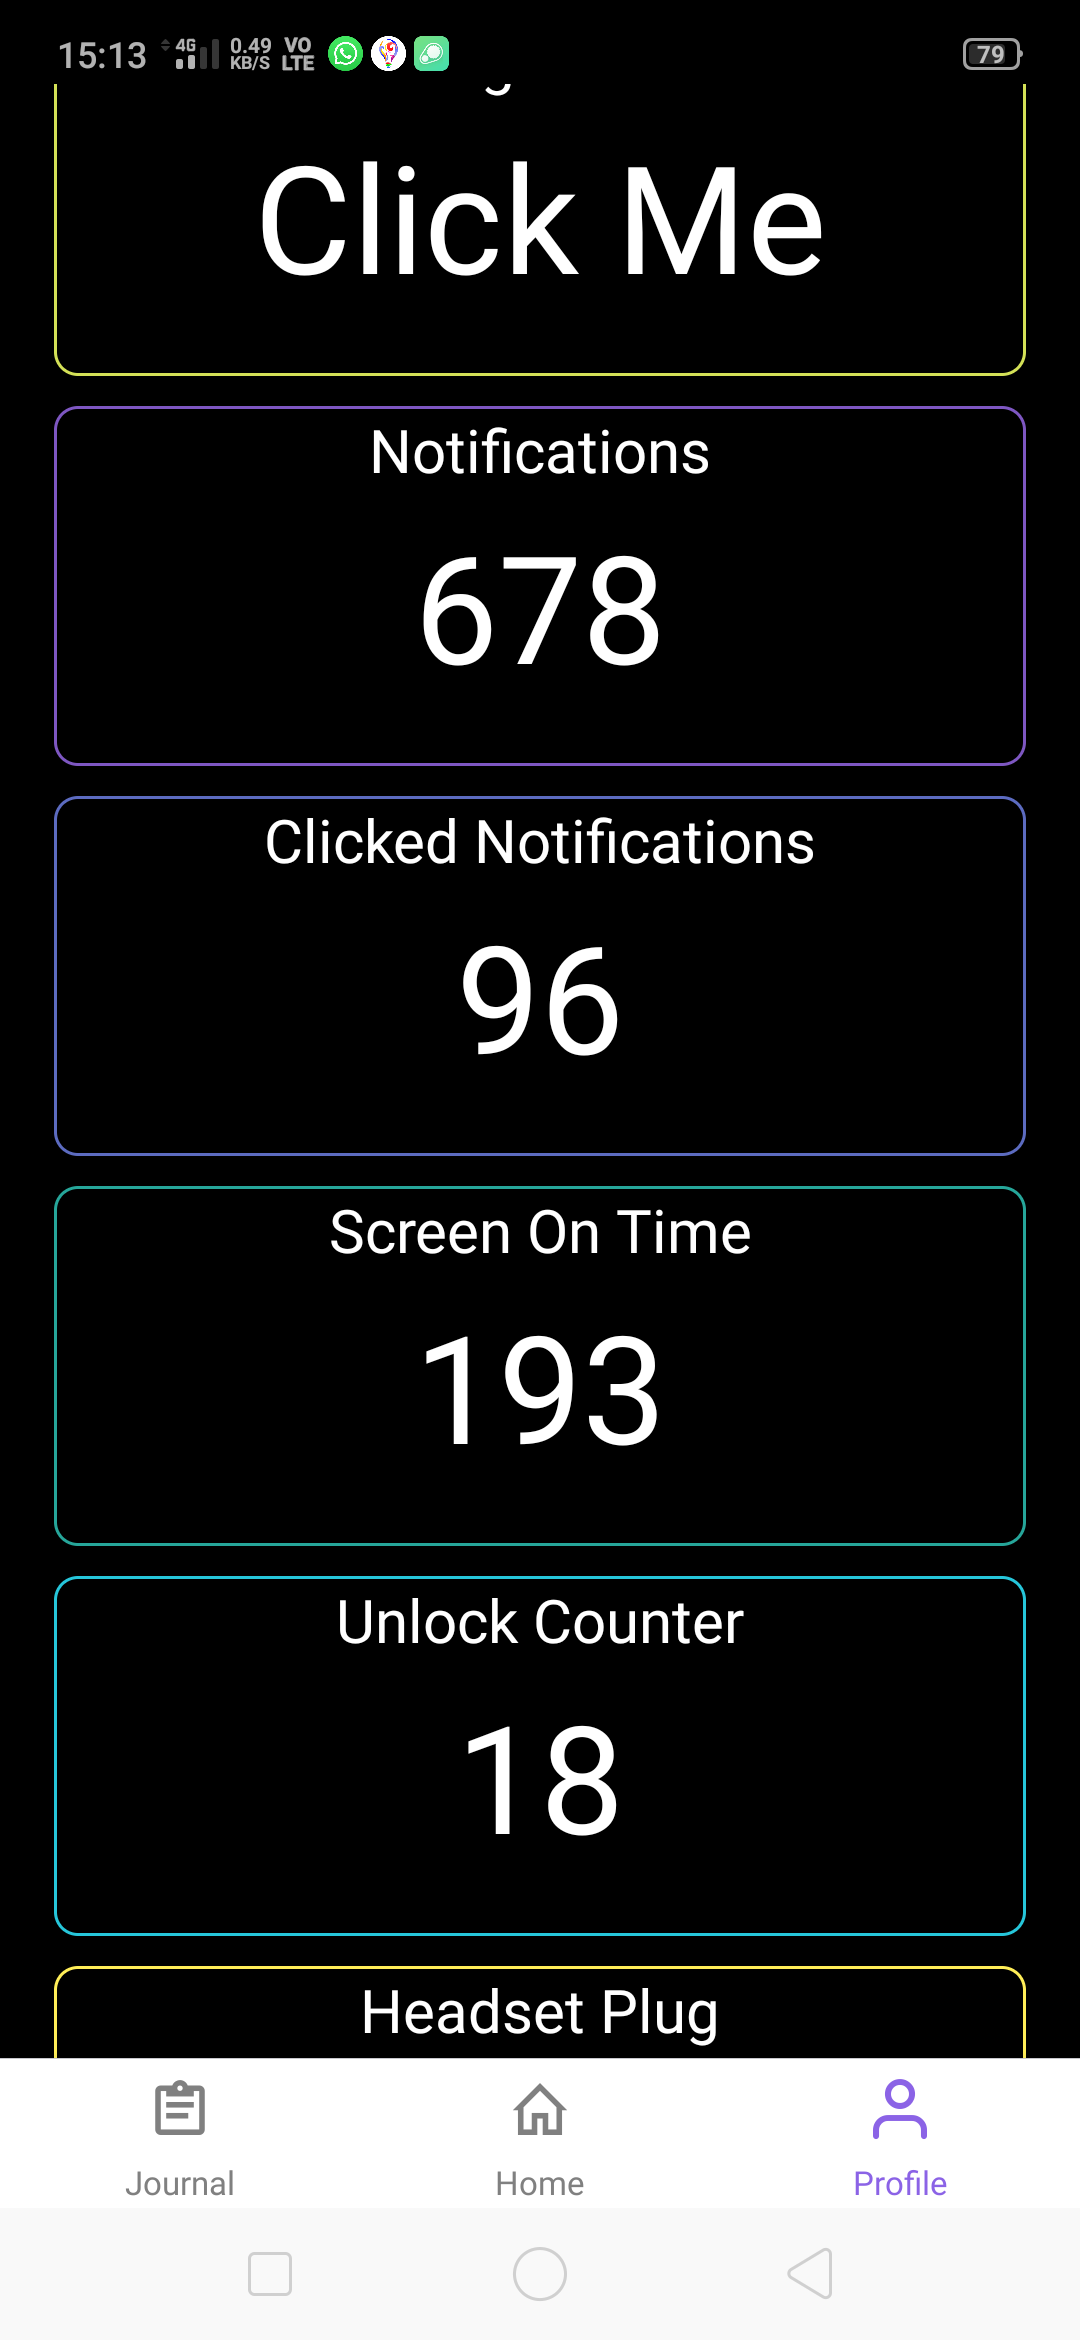 15:13 4G 0.49 KB/S VO LTE 79
Click Me
Notifications
678
Clicked Notifications
96
Screen On Time
193
Unlock Counter
18
Headset Plug
Journal Home Profile